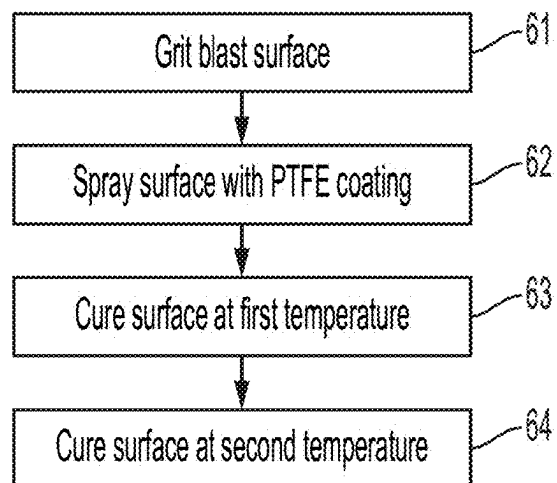 Grit blast surface
61
Spray surface with PTFE coating
62
Cure surface at first temperature
63
Cure surface at second temperature
64